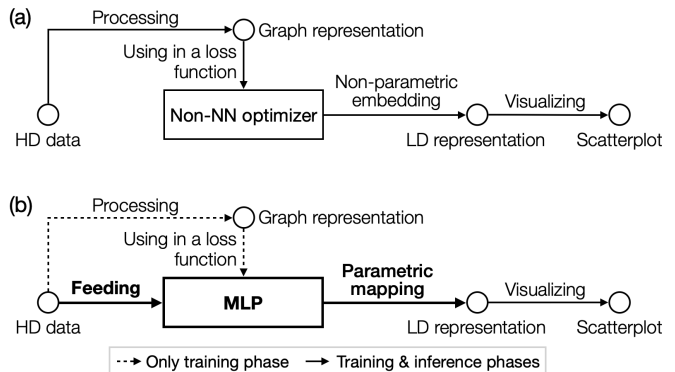 (a)
Processing
Graph representation
Using in a loss
function
Non-NN optimizer
Non-parametric
embedding
Visualizing
HD data
LD representation
Scatterplot
(b)
Processing
Graph representation
Using in a loss
function
Feeding
MLP
Parametric
mapping
Visualizing
HD data
LD representation
Scatterplot
Only training phase
Training & inference phases